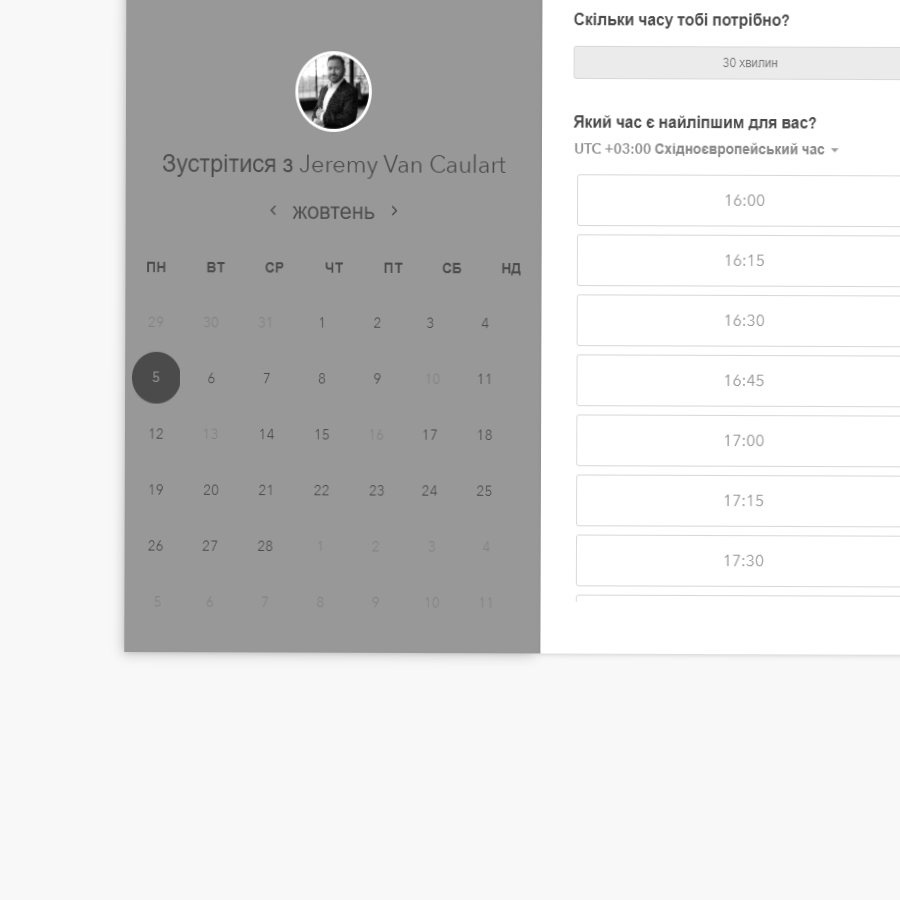 Зустрітися з Jeremy Van Caulart
жовтень
ПН ВТ СР ЧТ ПТ СБ НД
29 30 31 1 2 3 4
5 6 7 8 9 10 11
12 13 14 15 16 17 18
19 20 21 22 23 24 25
26 27 28 1 2 3 4
5 6 7 8 9 10 11
Скільки часу тобі потрібно?
30 хвилин
Який час є найліпшим для вас?
UTC +03:00 Східноєвропейський час
16:00
16:15
16:30
16:45
17:00
17:15
17:30